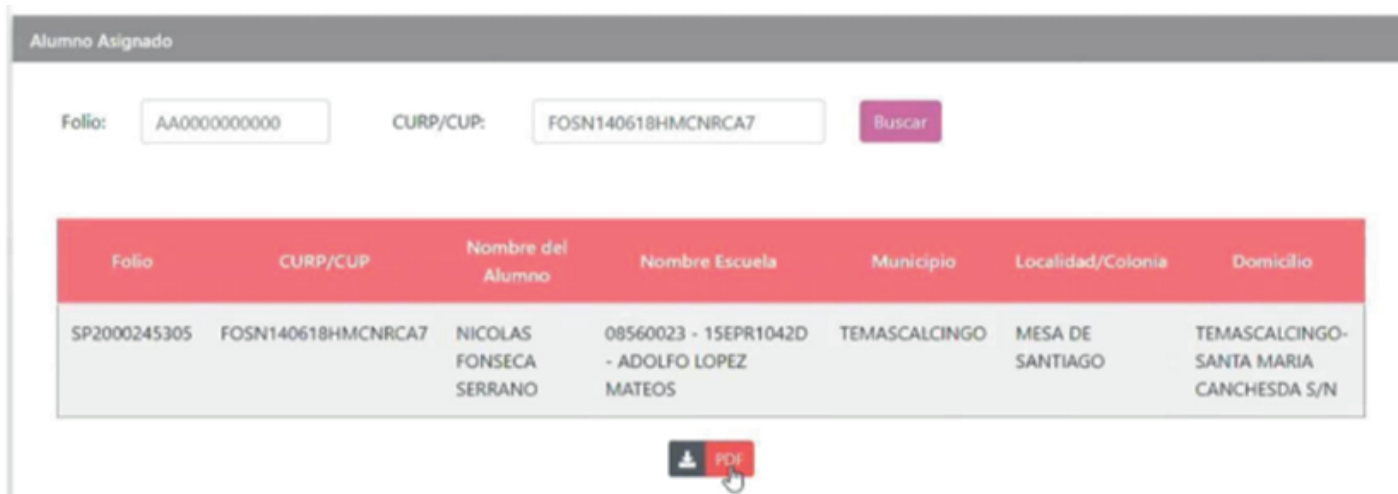 Alumno Asignado
Folio: AA0000000000 CURP/CUP: FOSN140618HMCNRCA7 Buscar
Folio CURP/CUP Nombre del Alumno Nombre Escuela Municipio Localidad/Colonia Domicilio
SP2000245305 FOSN140618HMCNRCA7 NICOLAS 08560023 - 15EPR1042D TEMASCALCINGO MESA DE TEMASCALCINGO-
FONSECA - ADOLFO LOPEZ SANTIAGO SANTA MARIA
SERRANO MATEOS CANCHESDA S/N
PDF